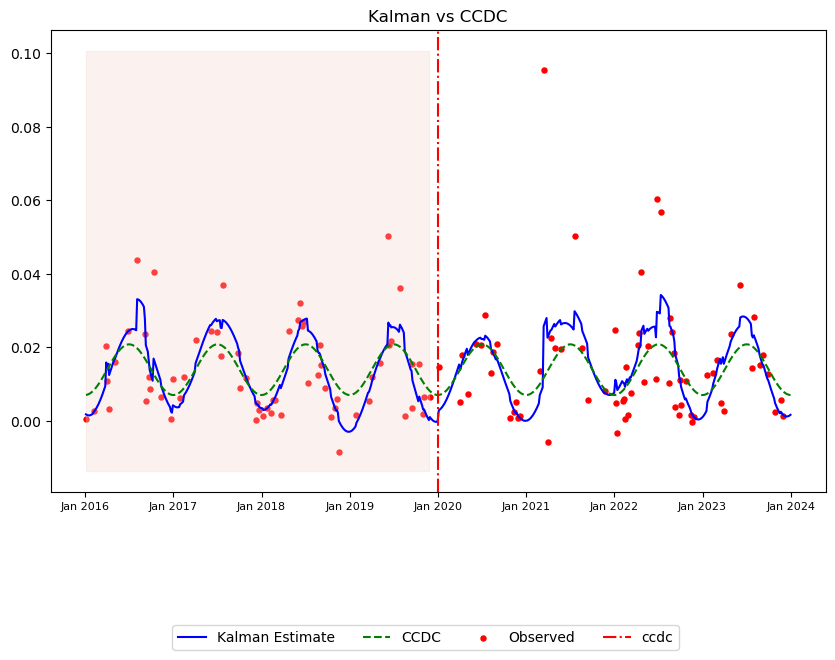 Kalman vs CCDC
0.10
0.08
0.06
0.04
0.02
0.00
Jan 2016 Jan 2017 Jan 2018 Jan 2019 Jan 2020 Jan 2021 Jan 2022 Jan 2023 Jan 2024
Kalman Estimate CCDC Observed ccdc